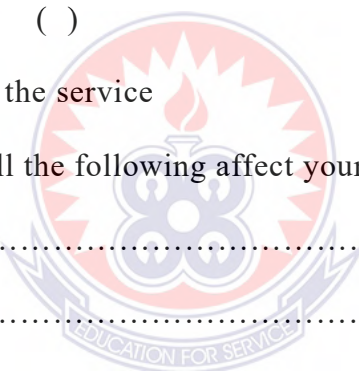 ( )
the service
ll the following affect your
………………………………
………………………………
EDUCATION FOR SERVICE